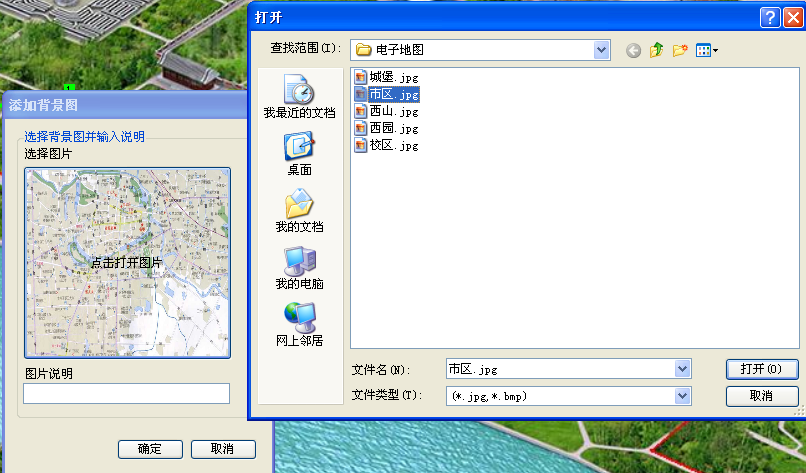 打开
查找范围(I):
电子地图
我最近的文档
桌面
我的文档
我的电脑
网上邻居
城堡.jpg
市区.jpg
西山.jpg
西园.jpg
校区.jpg
文件名(N):
市区.jpg
打开(O)
文件类型(T):
(*.jpg,*.bmp)
取消
1
添加背景图
选择背景图并输入说明
选择图片
点击打开图片
图片说明
确定
取消